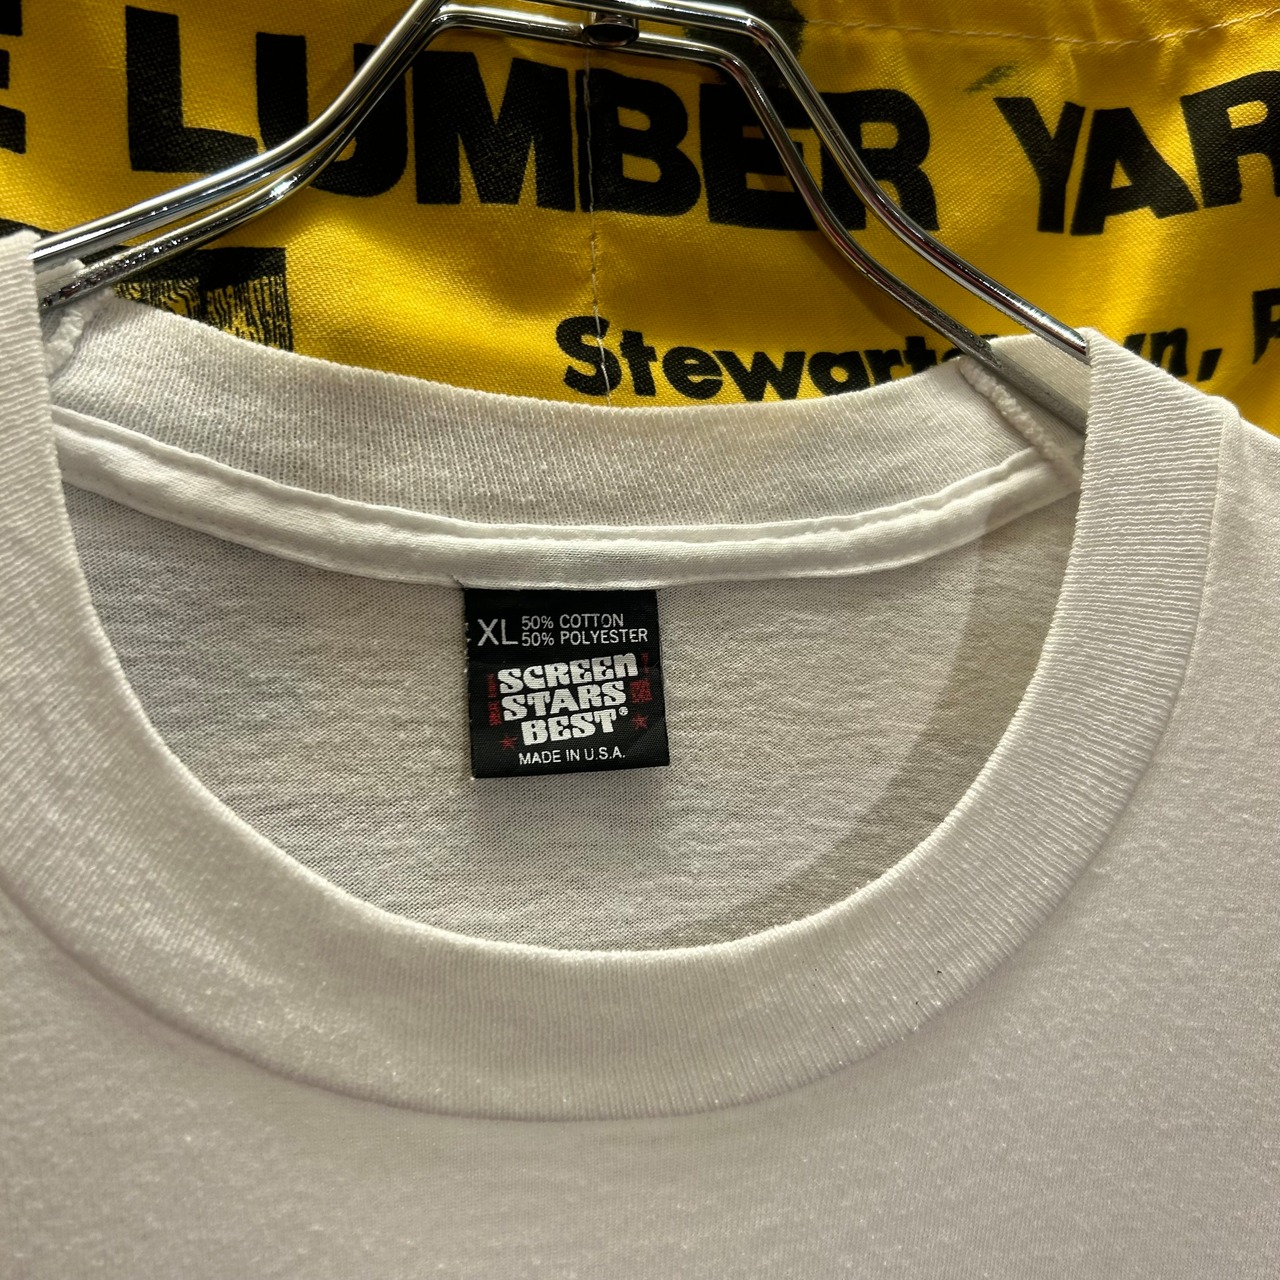 E LUMBER YAR
Stewart
XL 50% COTTON
50% POLYESTER
SCREEN
STARS
BEST®
MADE IN U.S.A.